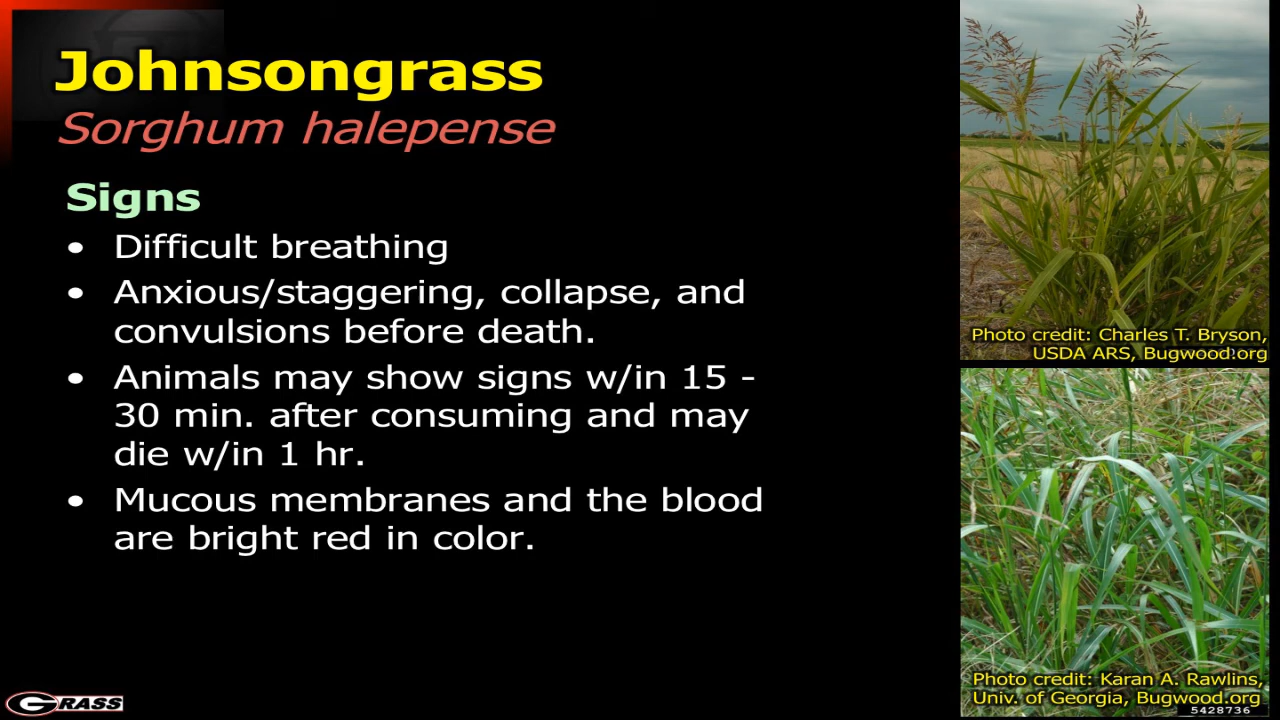 Johnsongrass
Sorghum halepense
Signs
• Difficult breathing
• Anxious/staggering, collapse, and
convulsions before death.
• Animals may show signs w/in 15 -
30 min. after consuming and may
die w/in 1 hr.
• Mucous membranes and the blood
are bright red in color.
Photo credit: Charles T. Bryson,
USDA ARS, Bugwood.org
Photo credit: Karan A. Rawlins,
Univ. of Georgia, Bugwood.org
5428736
GRASS